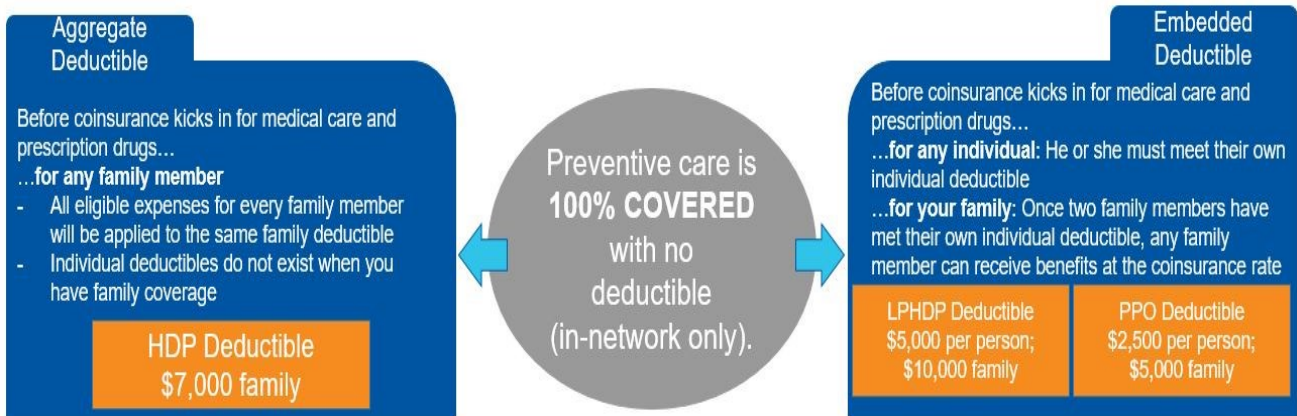 Aggregate
Deductible
Before coinsurance kicks in for medical care and
prescription drugs…
…for any family member
- All eligible expenses for every family member
will be applied to the same family deductible
- Individual deductibles do not exist when you
have family coverage
HDP Deductible
$7,000 family
Preventive care is
100% COVERED
with no
deductible
(in-network only).
Embedded
Deductible
Before coinsurance kicks in for medical care and
prescription drugs…
…for any individual: He or she must meet their own
individual deductible
…for your family: Once two family members have
met their own individual deductible, any family
member can receive benefits at the coinsurance rate
LPHDP Deductible
$5,000 per person;
$10,000 family
PPO Deductible
$2,500 per person;
$5,000 family